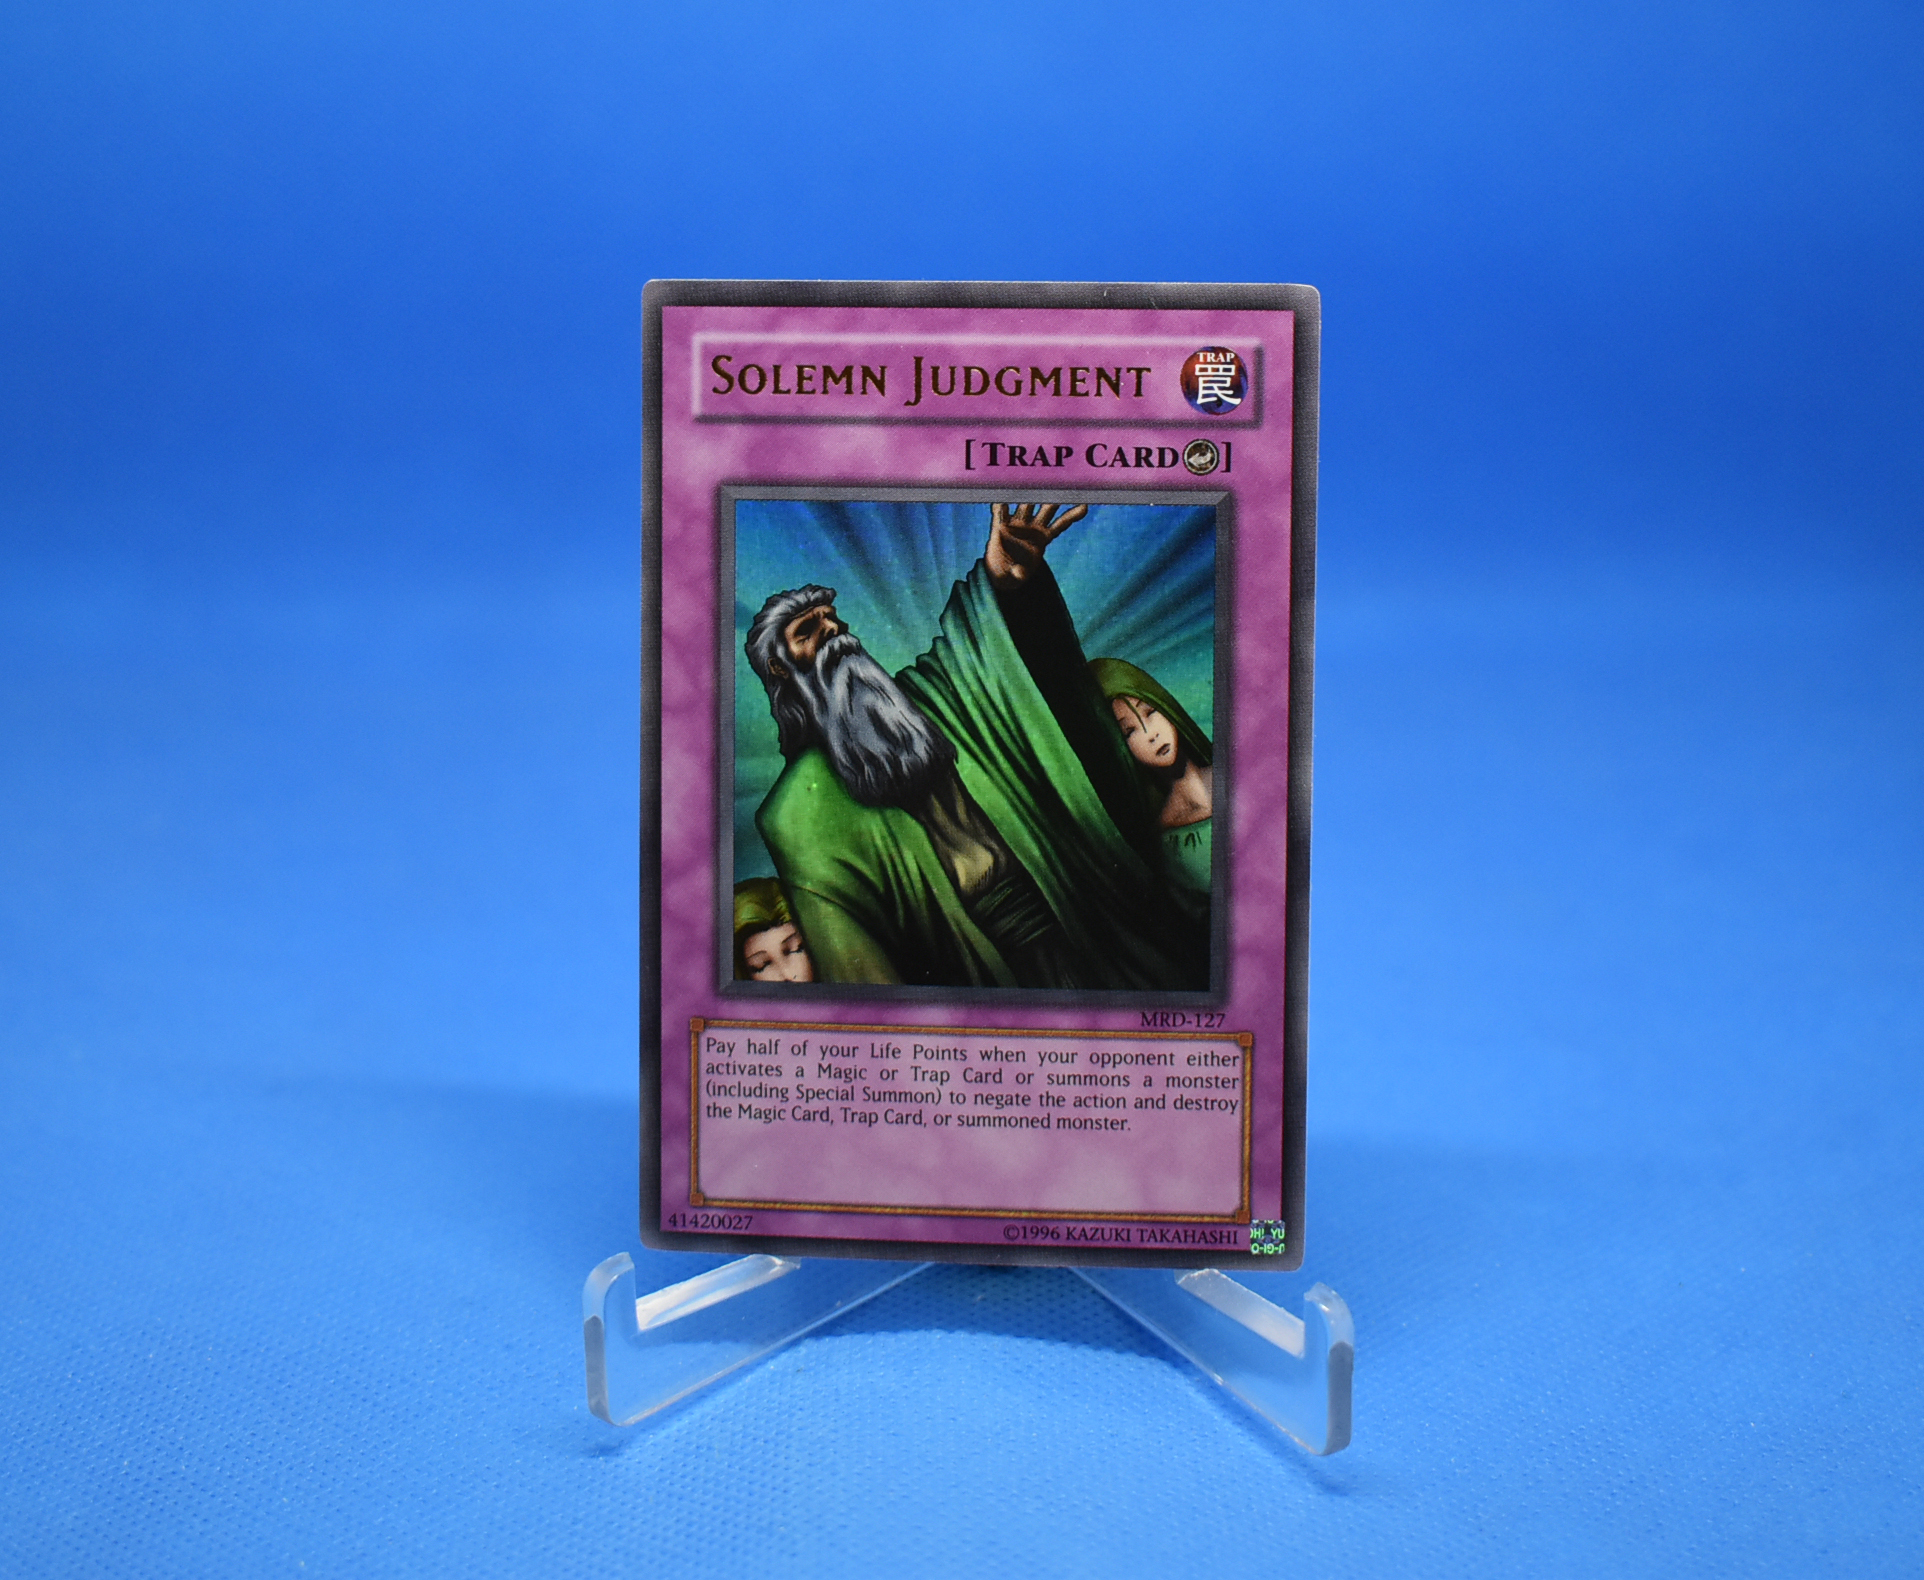 SOLEMN JUDGMENT
TRAP
罠
[TRAP CARD]
MRD-127
Pay half of your Life Points when your opponent either
activates a Magic or Trap Card or summons a monster
(including Special Summon) to negate the action and destroy
the Magic Card, Trap Card, or summoned monster.
41420027
©1996 KAZUKI TAKAHASHI